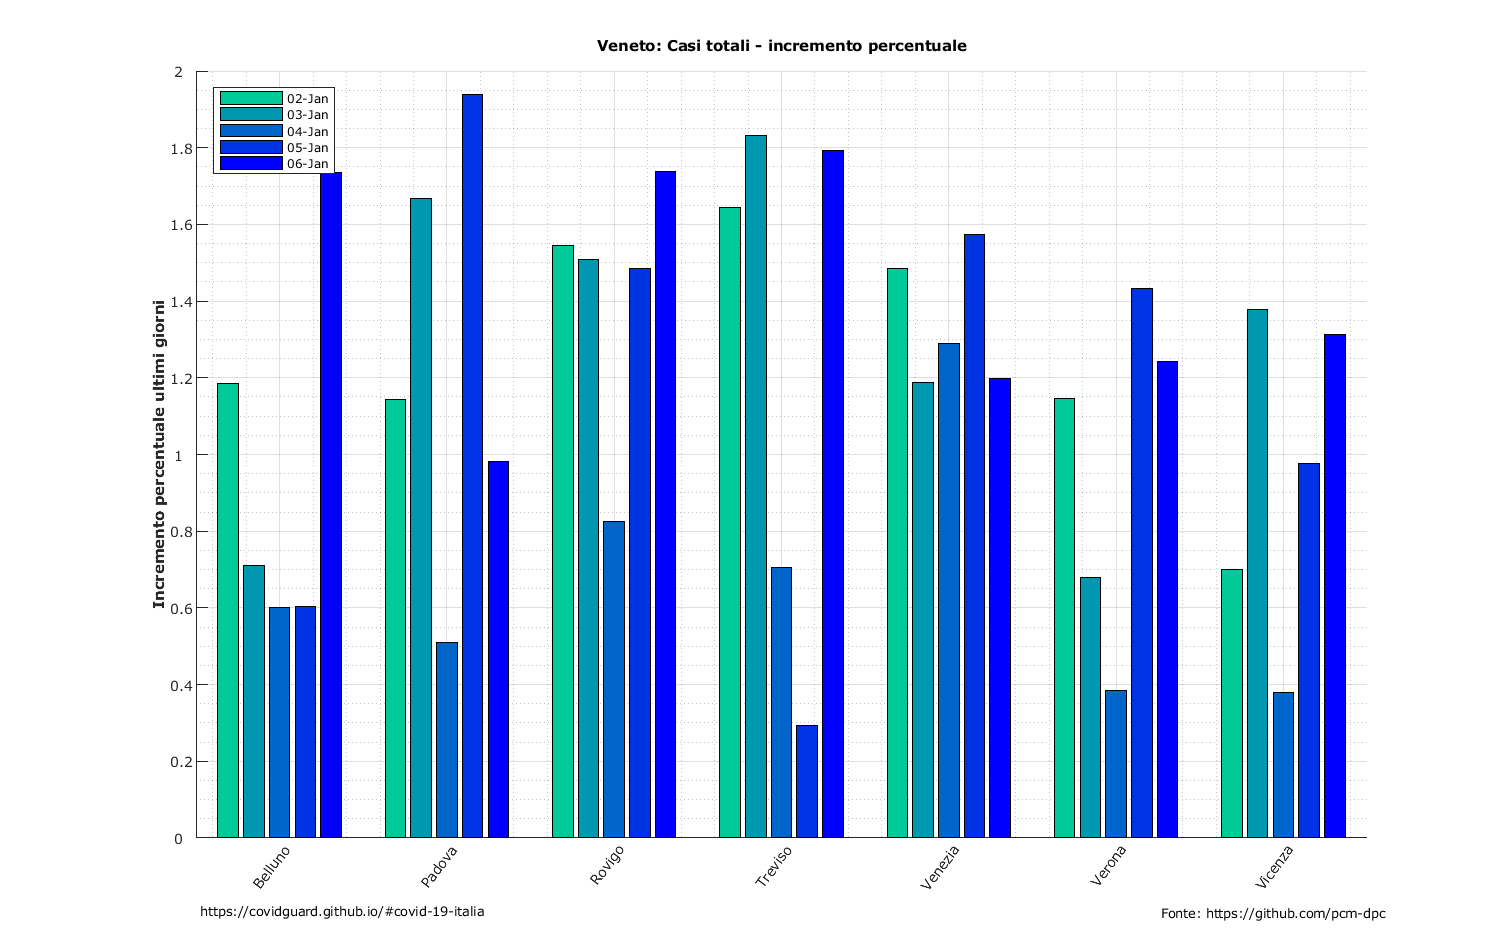 Veneto: Casi totali - incremento percentuale
Incremento percentuale ultimi giorni
2
1.8
1.6
1.4
1.2
1
0.8
0.6
0.4
0.2
0
02-Jan
03-Jan
04-Jan
05-Jan
06-Jan
Belluno
Padova
Rovigo
Treviso
Venezia
Verona
Vicenza
https://covidguard.github.io/#covid-19-italia
Fonte: https://github.com/pcm-dpc